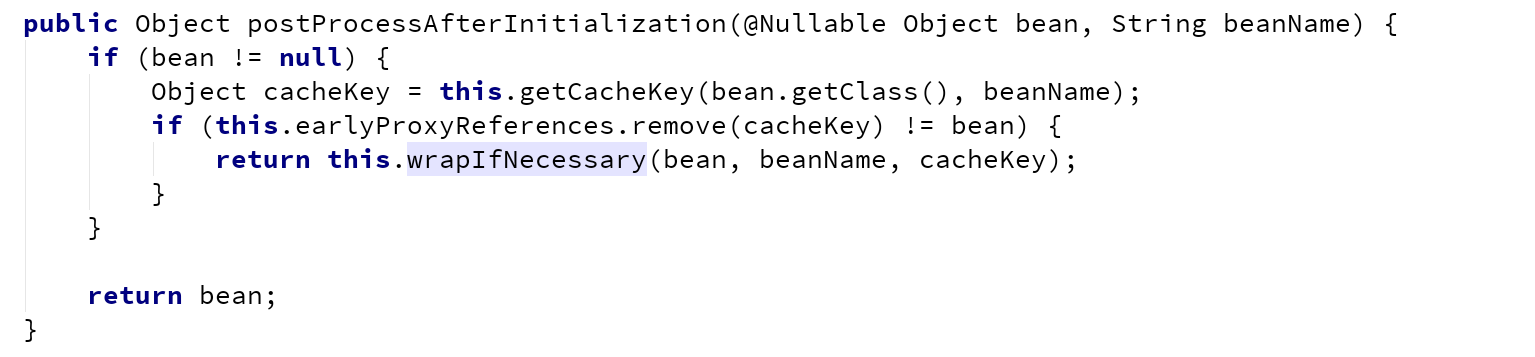 public Object postProcessAfterInitialization(@Nullable Object bean, String beanName) {
    if (bean != null) {
        Object cacheKey = this.getCacheKey(bean.getClass(), beanName);
        if (this.earlyProxyReferences.remove(cacheKey) != bean) {
            return this.wrapIfNecessary(bean, beanName, cacheKey);
        }
    }

    return bean;
}